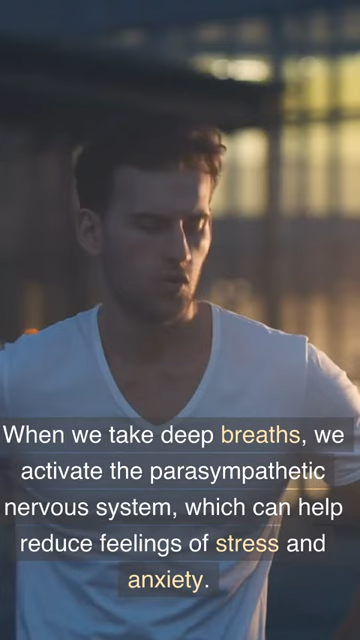 When we take deep breaths, we
activate the parasympathetic
nervous system, which can help
reduce feelings of stress and
anxiety.